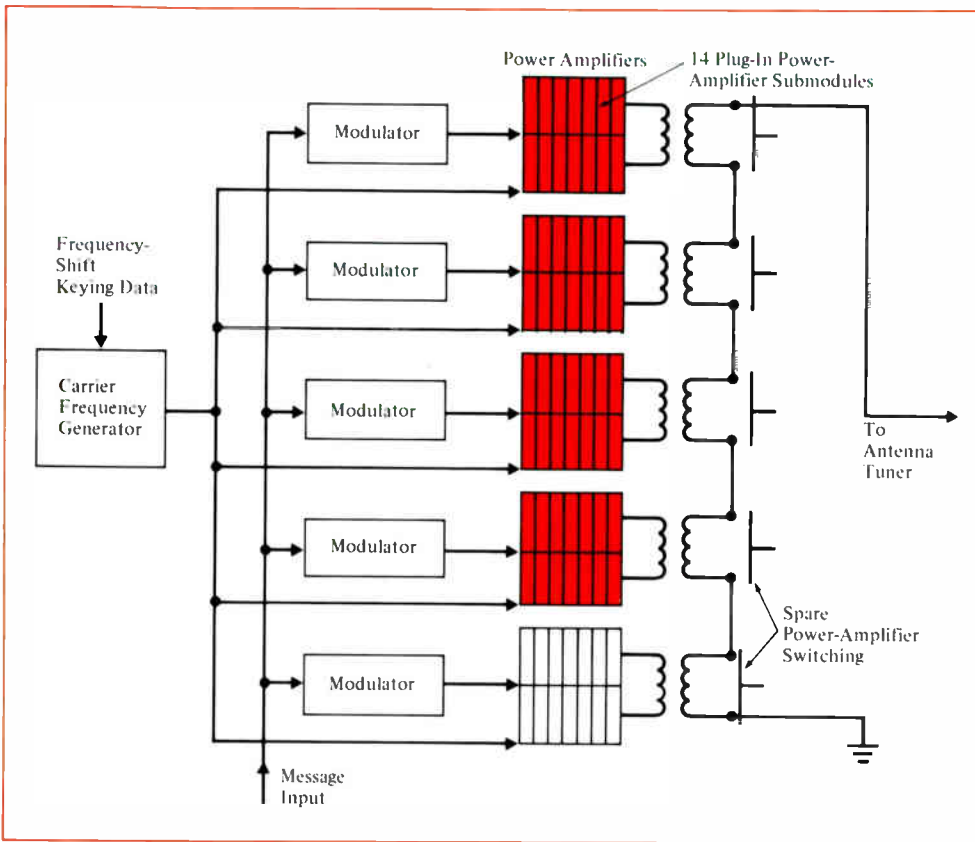 Power Amplifiers
14 Plug-In Power-
Amplifier Submodules
Modulator
Frequency-
Shift
Keying Data
Modulator
Carrier
Frequency
Generator
Modulator
To
Antenna
Tuner
Modulator
Spare
Power-Amplifier
Switching
Modulator
Message
Input